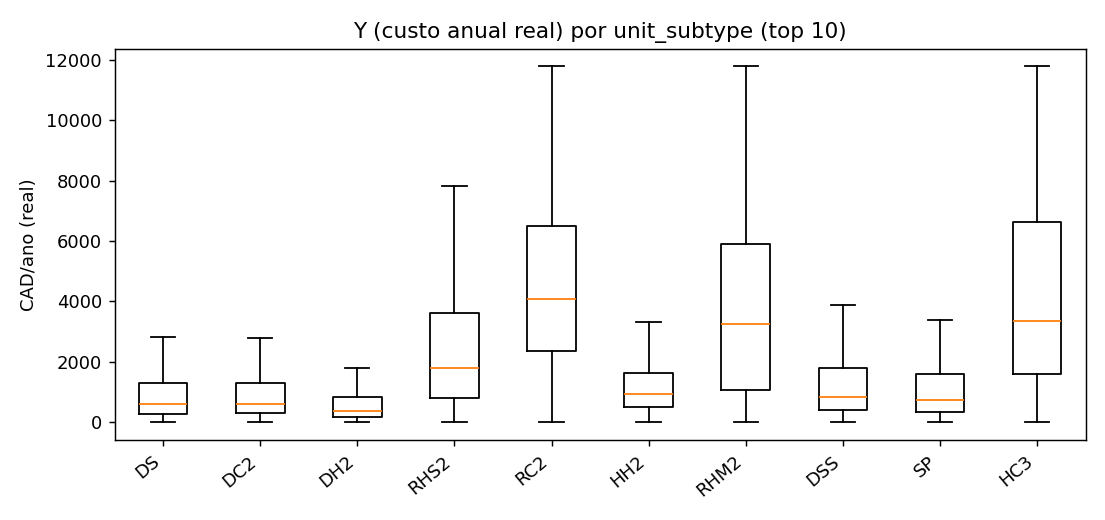 Y (custo anual real) por unit_subtype (top 10)
CAD/ano (real)
12000
10000
8000
6000
4000
2000
0
DS
DC2
DH2
RHS2
RC2
HH2
RHM2
DSS
SP
HC3